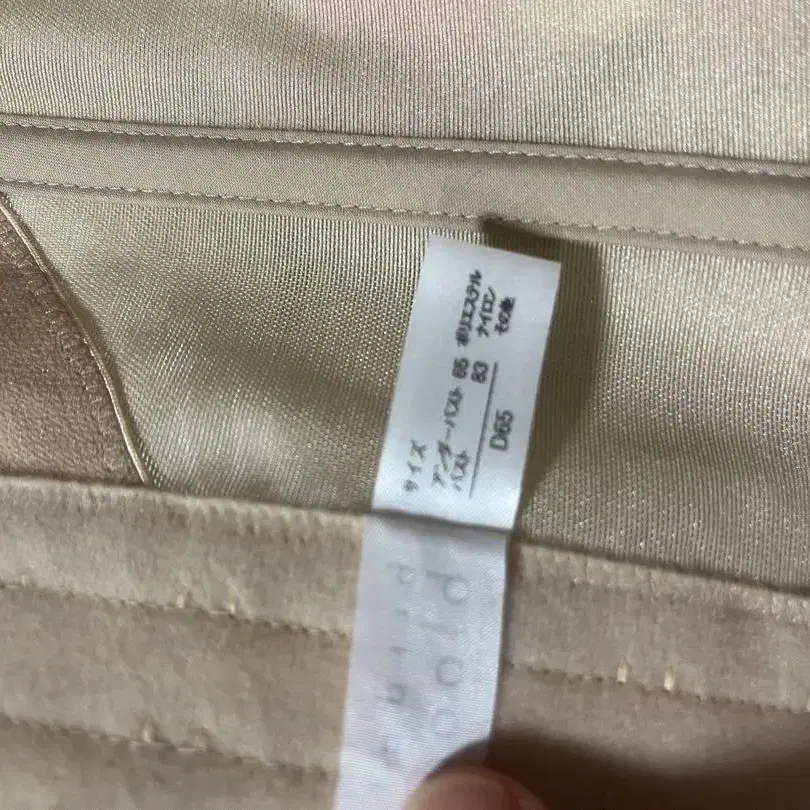 サイズ
アンダーバスト 65
バスト 83
D65
ポリエステル
ナイロン
その他